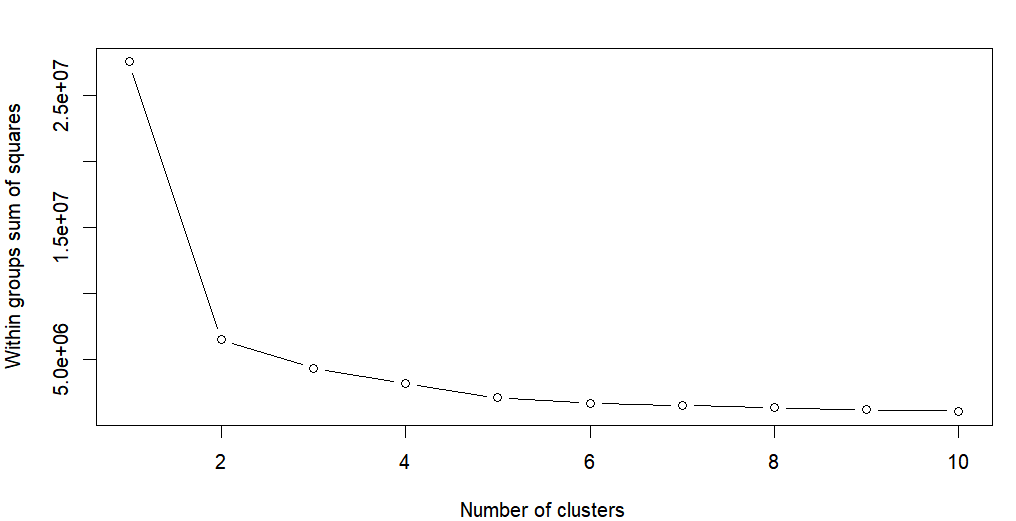 Within groups sum of squares
2.5e+07
1.5e+07
5.0e+06
2 4 6 8 10
Number of clusters